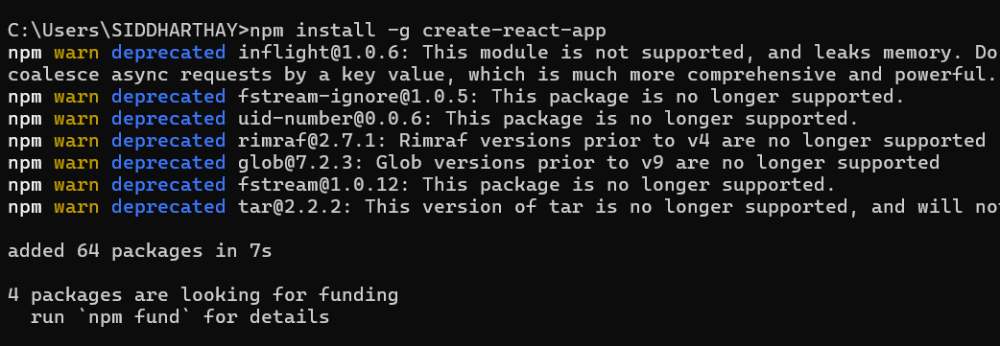 C:\Users\SIDDHARTHAY>npm install -g create-react-app
npm warn deprecated inflight@1.0.6: This module is not supported, and leaks memory. Do
coalesce async requests by a key value, which is much more comprehensive and powerful.
npm warn deprecated fstream-ignore@1.0.5: This package is no longer supported.
npm warn deprecated uid-number@0.0.6: This package is no longer supported.
npm warn deprecated rimraf@2.7.1: Rimraf versions prior to v4 are no longer supported
npm warn deprecated glob@7.2.3: Glob versions prior to v9 are no longer supported
npm warn deprecated fstream@1.0.12: This package is no longer supported.
npm warn deprecated tar@2.2.2: This version of tar is no longer supported, and will not
added 64 packages in 7s
4 packages are looking for funding
run `npm fund` for details